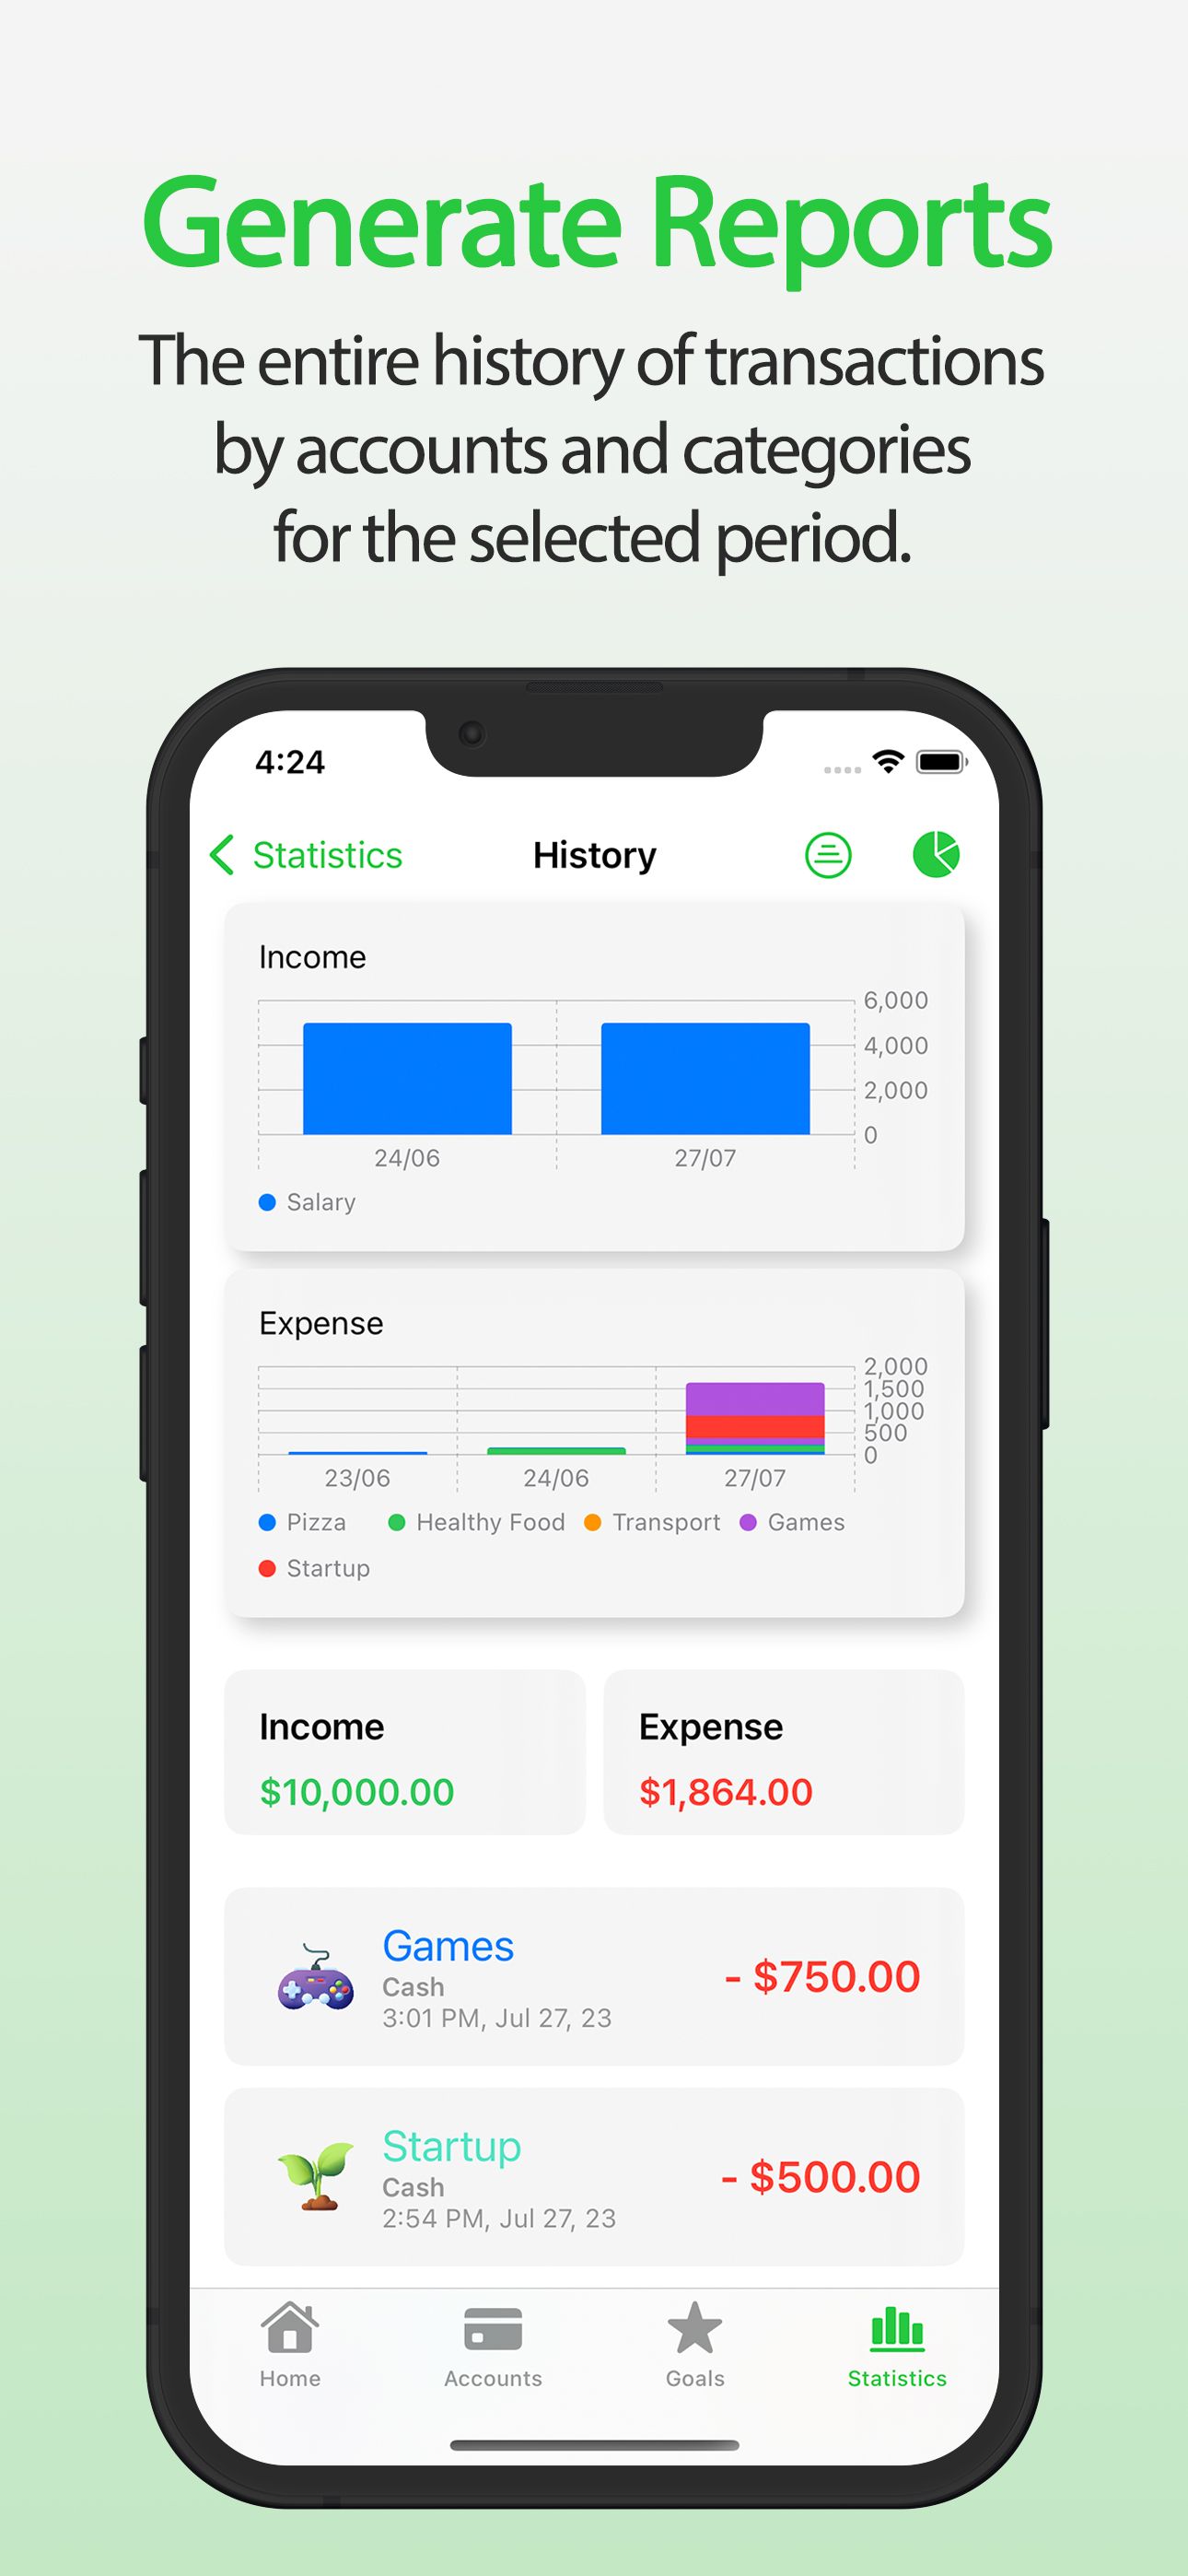 Generate Reports
The entire history of transactions
by accounts and categories
for the selected period.
4:24
Statistics History
Income
6,000
4,000
2,000
0
24/06 27/07
Salary
Expense
2,000
1,500
1,000
500
0
23/06 24/06 27/07
Pizza Healthy Food Transport Games
Startup
Income Expense
$10,000.00 $1,864.00
Games
Cash
- $750.00
3:01 PM, Jul 27, 23
Startup
Cash
- $500.00
2:54 PM, Jul 27, 23
Home Accounts Goals Statistics